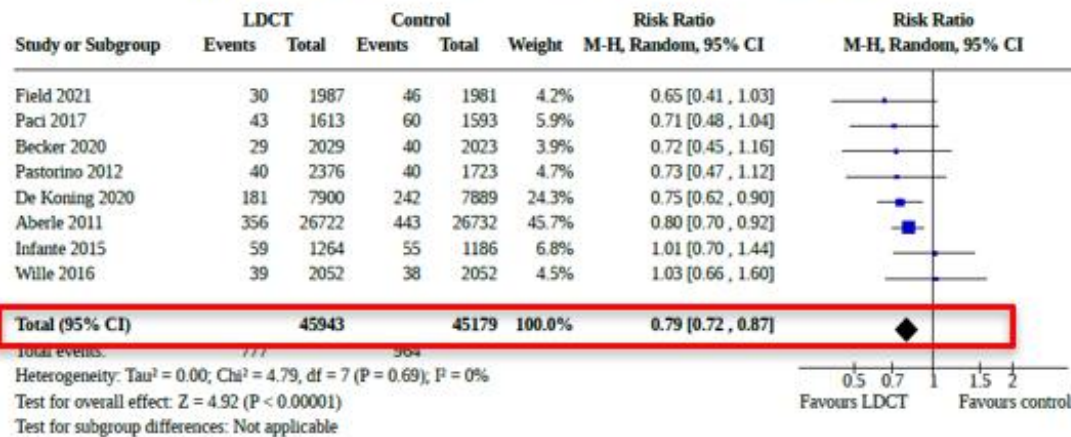 LDCT Control Risk Ratio Risk Ratio
Study or Subgroup Events Total Events Total Weight M-H, Random, 95% CI M-H, Random, 95% CI
Field 2021 30 1987 46 1981 4.2% 0.65 [0.41 , 1.03]
Paci 2017 43 1613 60 1593 5.9% 0.71 [0.48 , 1.04]
Becker 2020 29 2029 40 2023 3.9% 0.72 [0.45 , 1.16]
Pastorino 2012 40 2376 40 1723 4.7% 0.73 [0.47 , 1.12]
De Koning 2020 181 7900 242 7889 24.3% 0.75 [0.62 , 0.90]
Aberle 2011 356 26722 443 26732 45.7% 0.80 [0.70 , 0.92]
Infante 2015 59 1264 55 1186 6.8% 1.01 [0.70 , 1.44]
Wille 2016 39 2052 38 2052 4.5% 1.03 [0.66 , 1.60]
Total (95% CI) 45943 45179 100.0% 0.79 [0.72 , 0.87]
Total events: 777 964
Heterogeneity: Tau² = 0.00; Chi² = 4.79, df = 7 (P = 0.69); I² = 0%
0.5 0.7 1 1.5 2
Test for overall effect: Z = 4.92 (P < 0.00001)
Favours LDCT Favours control
Test for subgroup differences: Not applicable